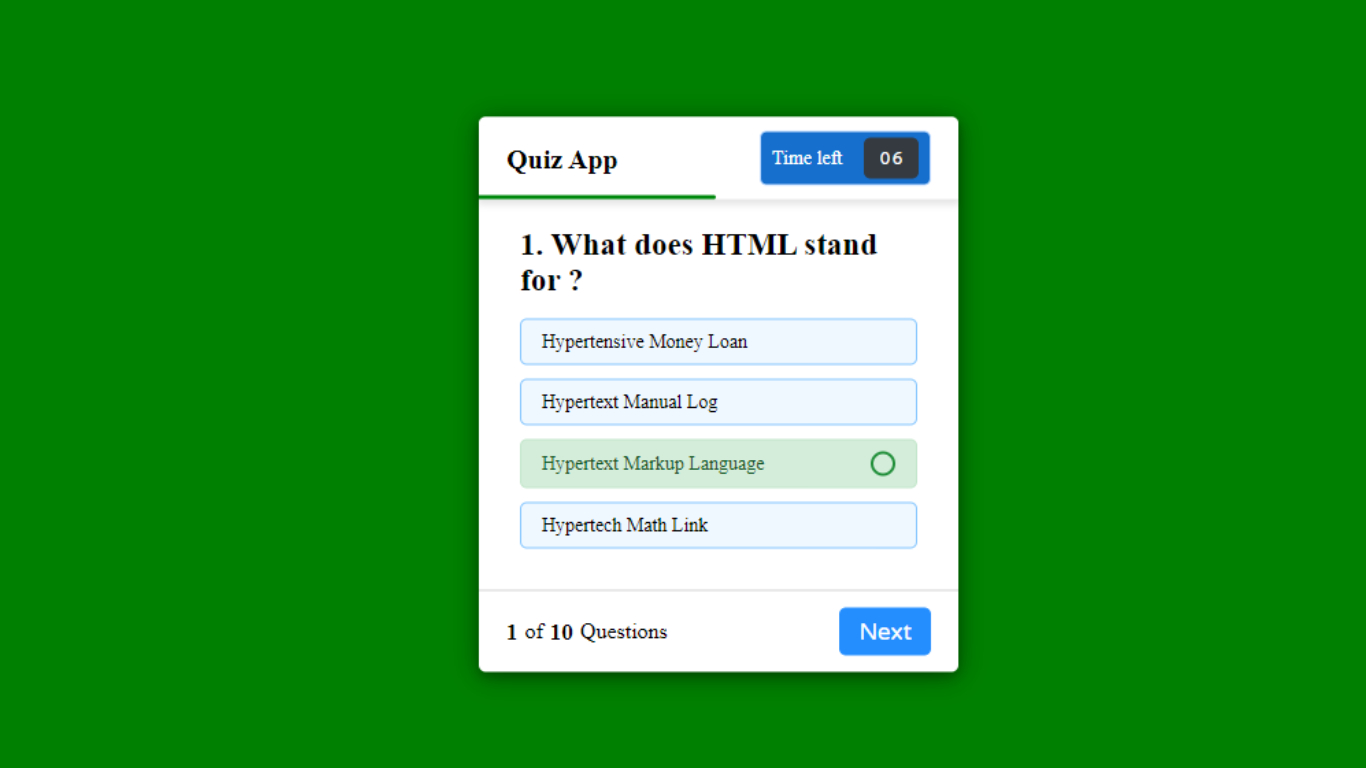 Quiz App
Time left 06
1. What does HTML stand
for ?
Hypertensive Money Loan
Hypertext Manual Log
Hypertext Markup Language
Hypertech Math Link
1 of 10 Questions
Next